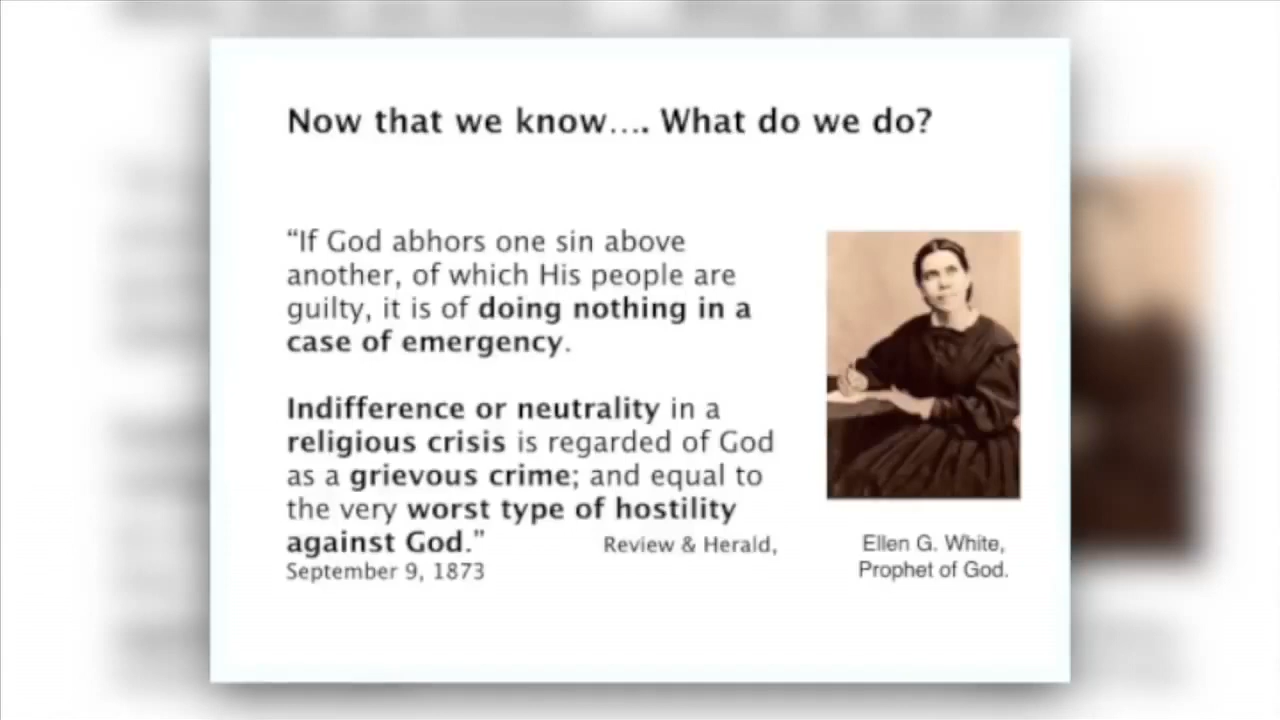 Now that we know…. What do we do?
“If God abhors one sin above
another, of which His people are
guilty, it is of doing nothing in a
case of emergency.
Indifference or neutrality in a
religious crisis is regarded of God
as a grievous crime; and equal to
the very worst type of hostility
against God.” Review & Herald,
September 9, 1873
Ellen G. White,
Prophet of God.